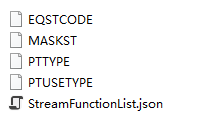 EQSTCODE
MASKST
PTTYPE
PTUSETYPE
StreamFunctionList.json